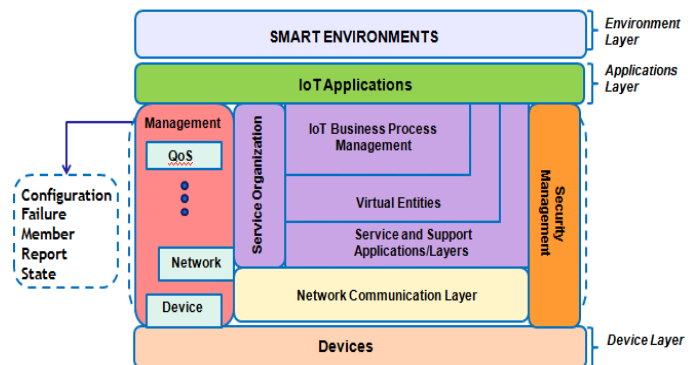 SMART ENVIRONMENTS
Environment
Layer
IoT Applications
Applications
Layer
Management
QoS
Network
Device
Configuration
Failure
Member
Report
State
Service Organization
IoT Business Process
Management
Virtual Entities
Service and Support
Applications/Layers
Network Communication Layer
Security
Management
Devices
Device Layer